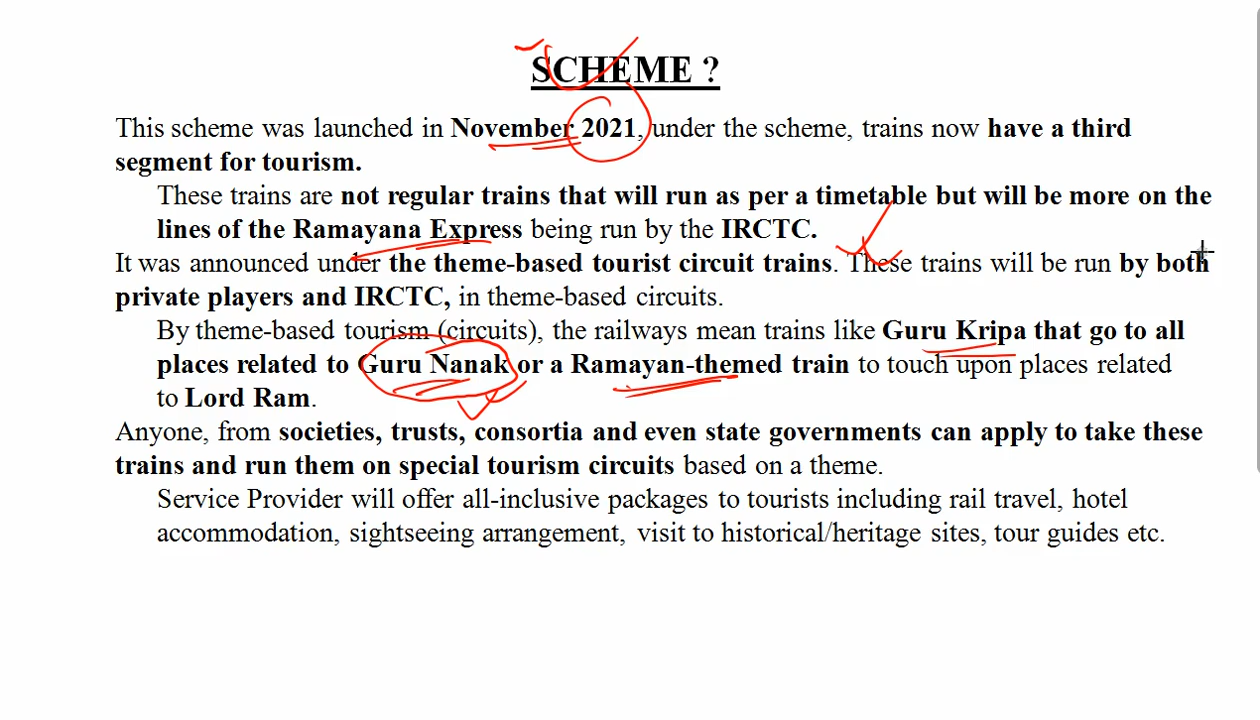 SCHEME ?
This scheme was launched in November 2021, under the scheme, trains now have a third
segment for tourism.
These trains are not regular trains that will run as per a timetable but will be more on the
lines of the Ramayana Express being run by the IRCTC.
It was announced under the theme-based tourist circuit trains. These trains will be run by both
private players and IRCTC, in theme-based circuits.
By theme-based tourism (circuits), the railways mean trains like Guru Kripa that go to all
places related to Guru Nanak or a Ramayan-themed train to touch upon places related
to Lord Ram.
Anyone, from societies, trusts, consortia and even state governments can apply to take these
trains and run them on special tourism circuits based on a theme.
Service Provider will offer all-inclusive packages to tourists including rail travel, hotel
accommodation, sightseeing arrangement, visit to historical/heritage sites, tour guides etc.